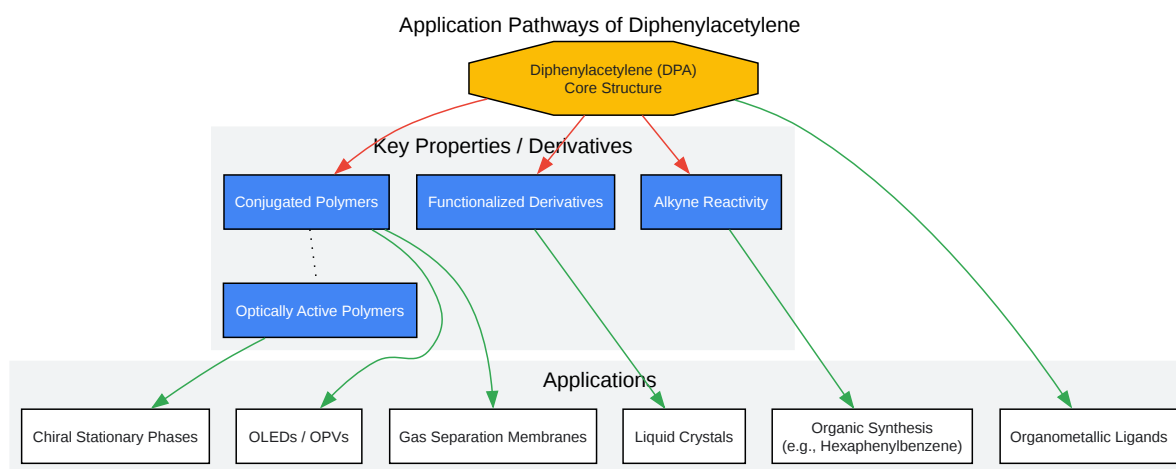 Application Pathways of Diphenylacetylene
Diphenylacetylene (DPA)
Core Structure
Key Properties / Derivatives
Conjugated Polymers
Functionalized Derivatives
Alkyne Reactivity
Optically Active Polymers
Applications
Chiral Stationary Phases
OLEDs / OPVs
Gas Separation Membranes
Liquid Crystals
Organic Synthesis
(e.g., Hexaphenylbenzene)
Organometallic Ligands